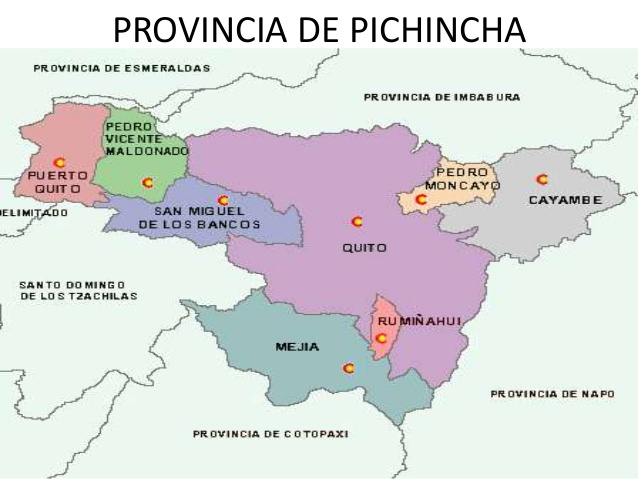 PROVINCIA DE PICHINCHA
PROVINCIA DE ESMERALDAS
PROVINCIA DE IMBABURA
PEDRO
VICENTE
MALDONADO
PUERTO
QUITO
PEDRO
MONCAYO
CAYAMBE
DELIMITADO
SAN MIGUEL
DE LOS BANCOS
QUITO
SANTO DOMINGO
DE LOS TZACHILAS
RUMIÑAHUI
MEJIA
PROVINCIA DE NAPO
PROVINCIA DE COTOPAXI